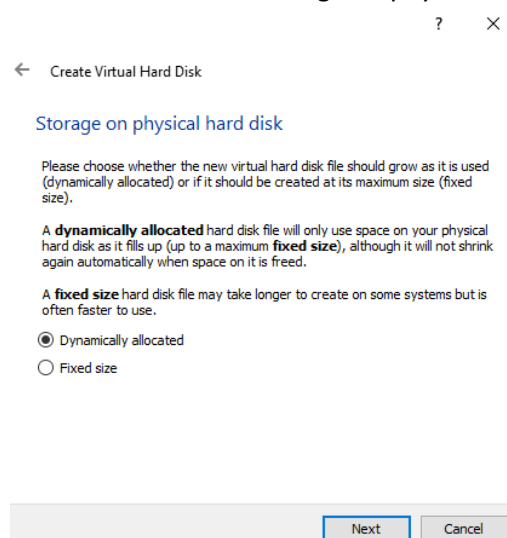 ?
Create Virtual Hard Disk
Storage on physical hard disk
Please choose whether the new virtual hard disk file should grow as it is used
(dynamically allocated) or if it should be created at its maximum size (fixed
size).
A dynamically allocated hard disk file will only use space on your physical
hard disk as it fills up (up to a maximum fixed size), although it will not shrink
again automatically when space on it is freed.
A fixed size hard disk file may take longer to create on some systems but is
often faster to use.
Dynamically allocated
Fixed size
Next Cancel